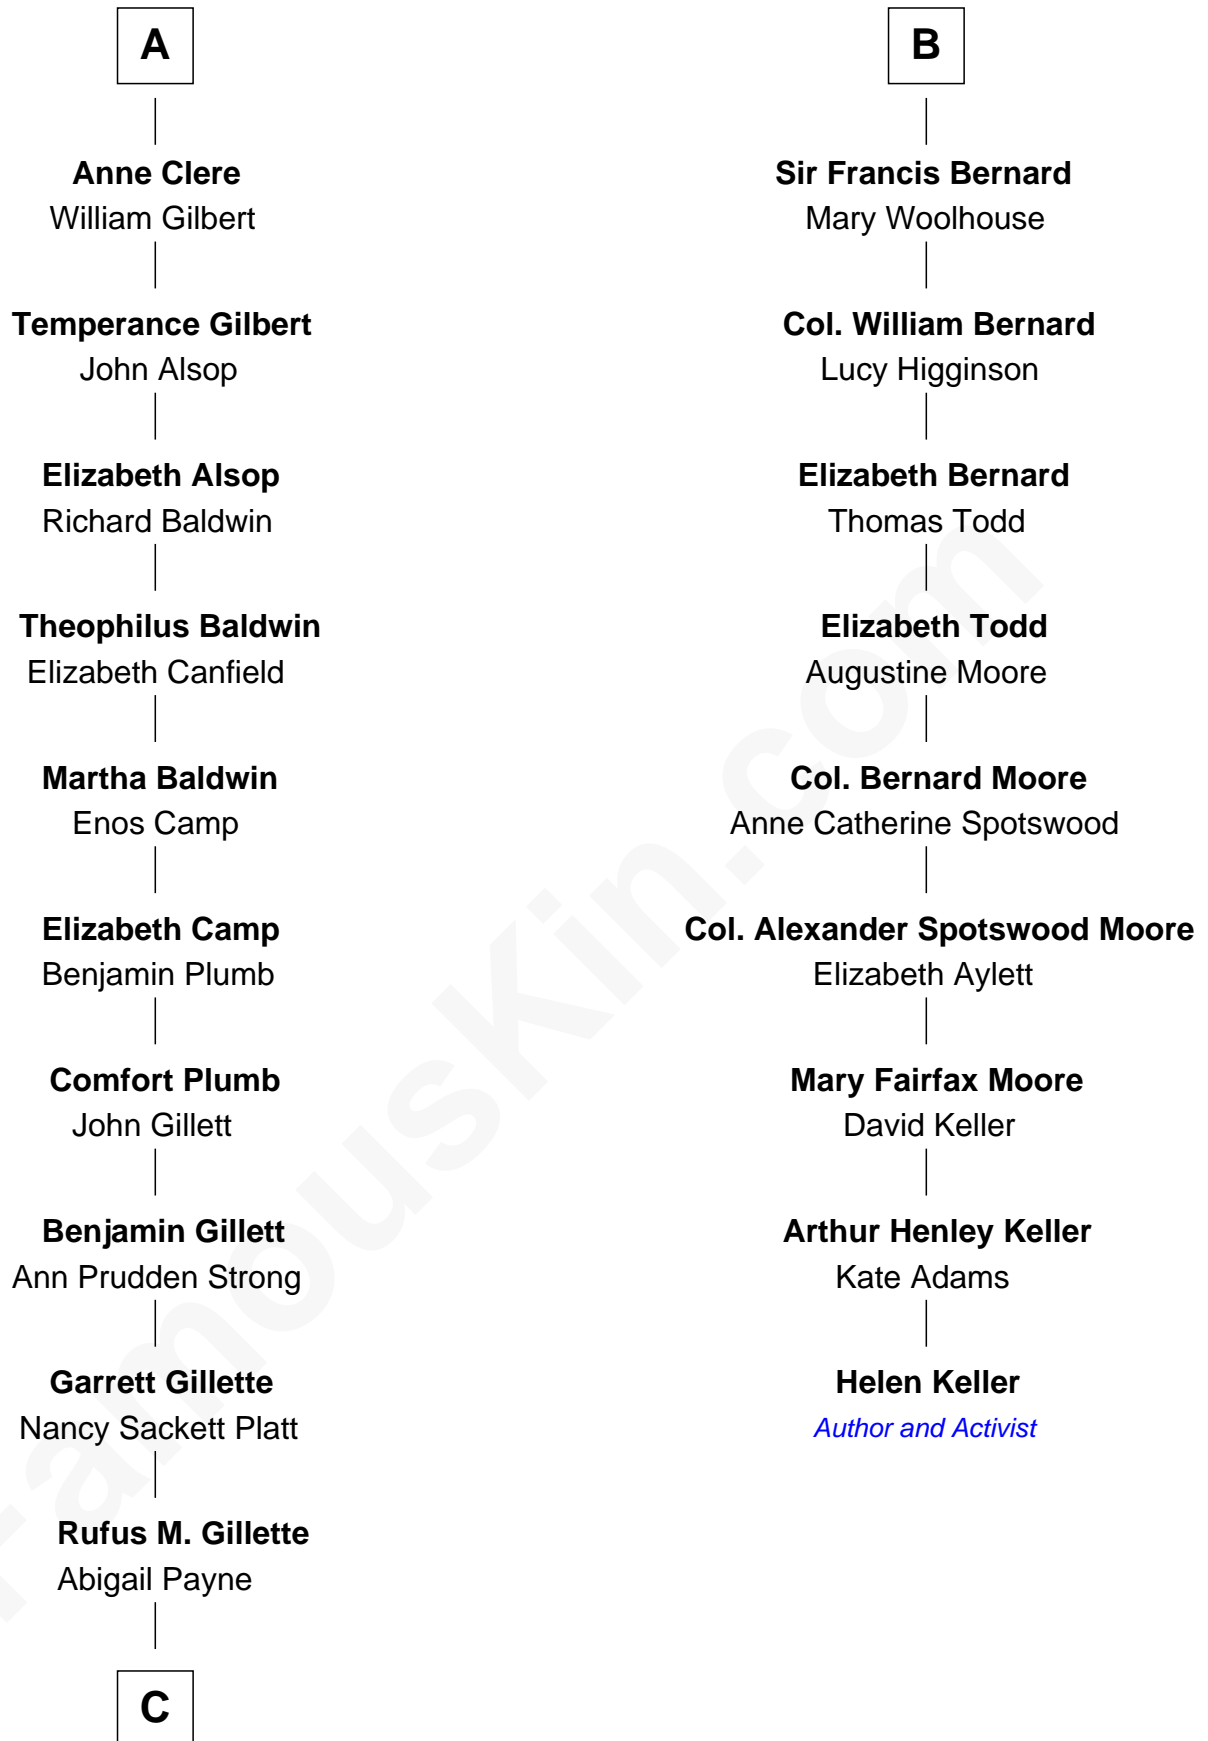 A
Anne Clere
William Gilbert
Temperance Gilbert
John Alsop
Elizabeth Alsop
Richard Baldwin
Theophilus Baldwin
Elizabeth Canfield
Martha Baldwin
Enos Camp
Elizabeth Camp
Benjamin Plumb
Comfort Plumb
John Gillett
Benjamin Gillett
Ann Prudden Strong
Garrett Gillette
Nancy Sackett Platt
Rufus M. Gillette
Abigail Payne
C
B
Sir Francis Bernard
Mary Woolhouse
Col. William Bernard
Lucy Higginson
Elizabeth Bernard
Thomas Todd
Elizabeth Todd
Augustine Moore
Col. Bernard Moore
Anne Catherine Spotswood
Col. Alexander Spotswood Moore
Elizabeth Aylett
Mary Fairfax Moore
David Keller
Arthur Henley Keller
Kate Adams
Helen Keller
Author and Activist
FamousKin.com